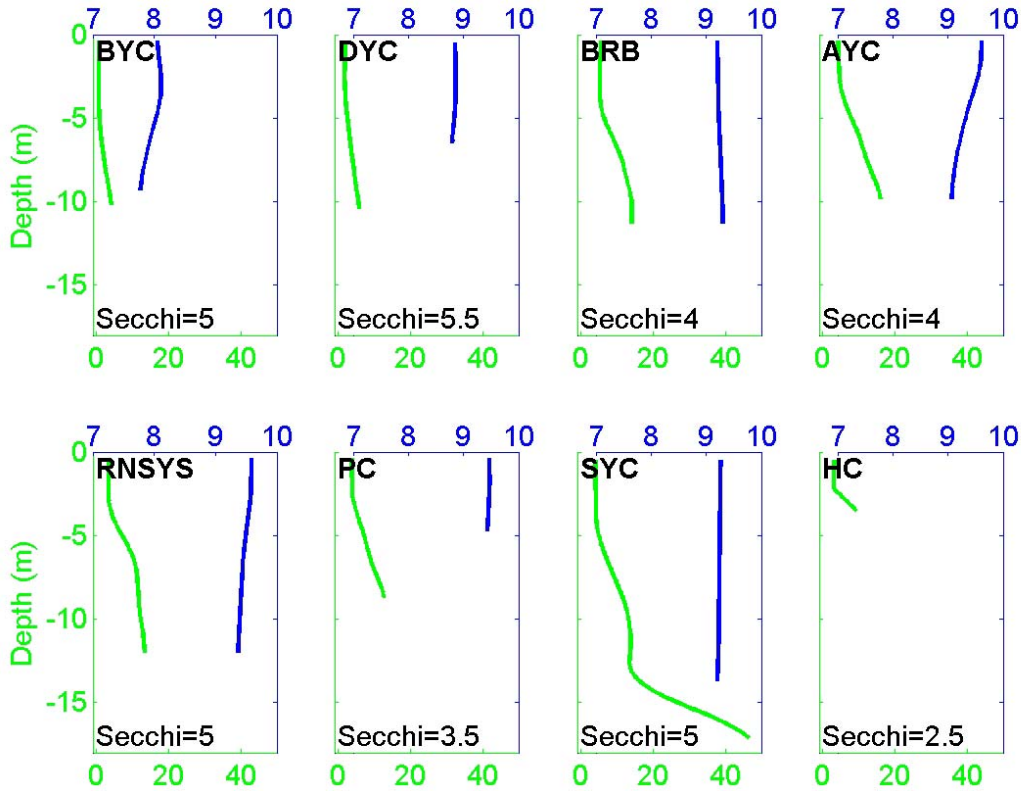 7 8 9 10 7 8 9 10 7 8 9 10 7 8 9 10
0 BYC DYC BRB AYC
-5
Depth (m)
-10
-15
Secchi=5 Secchi=5.5 Secchi=4 Secchi=4
0 20 40 0 20 40 0 20 40 0 20 40
7 8 9 10 7 8 9 10 7 8 9 10 7 8 9 10
0 RNSYS PC SYC HC
-5
Depth (m)
-10
-15
Secchi=5 Secchi=3.5 Secchi=5 Secchi=2.5
0 20 40 0 20 40 0 20 40 0 20 40